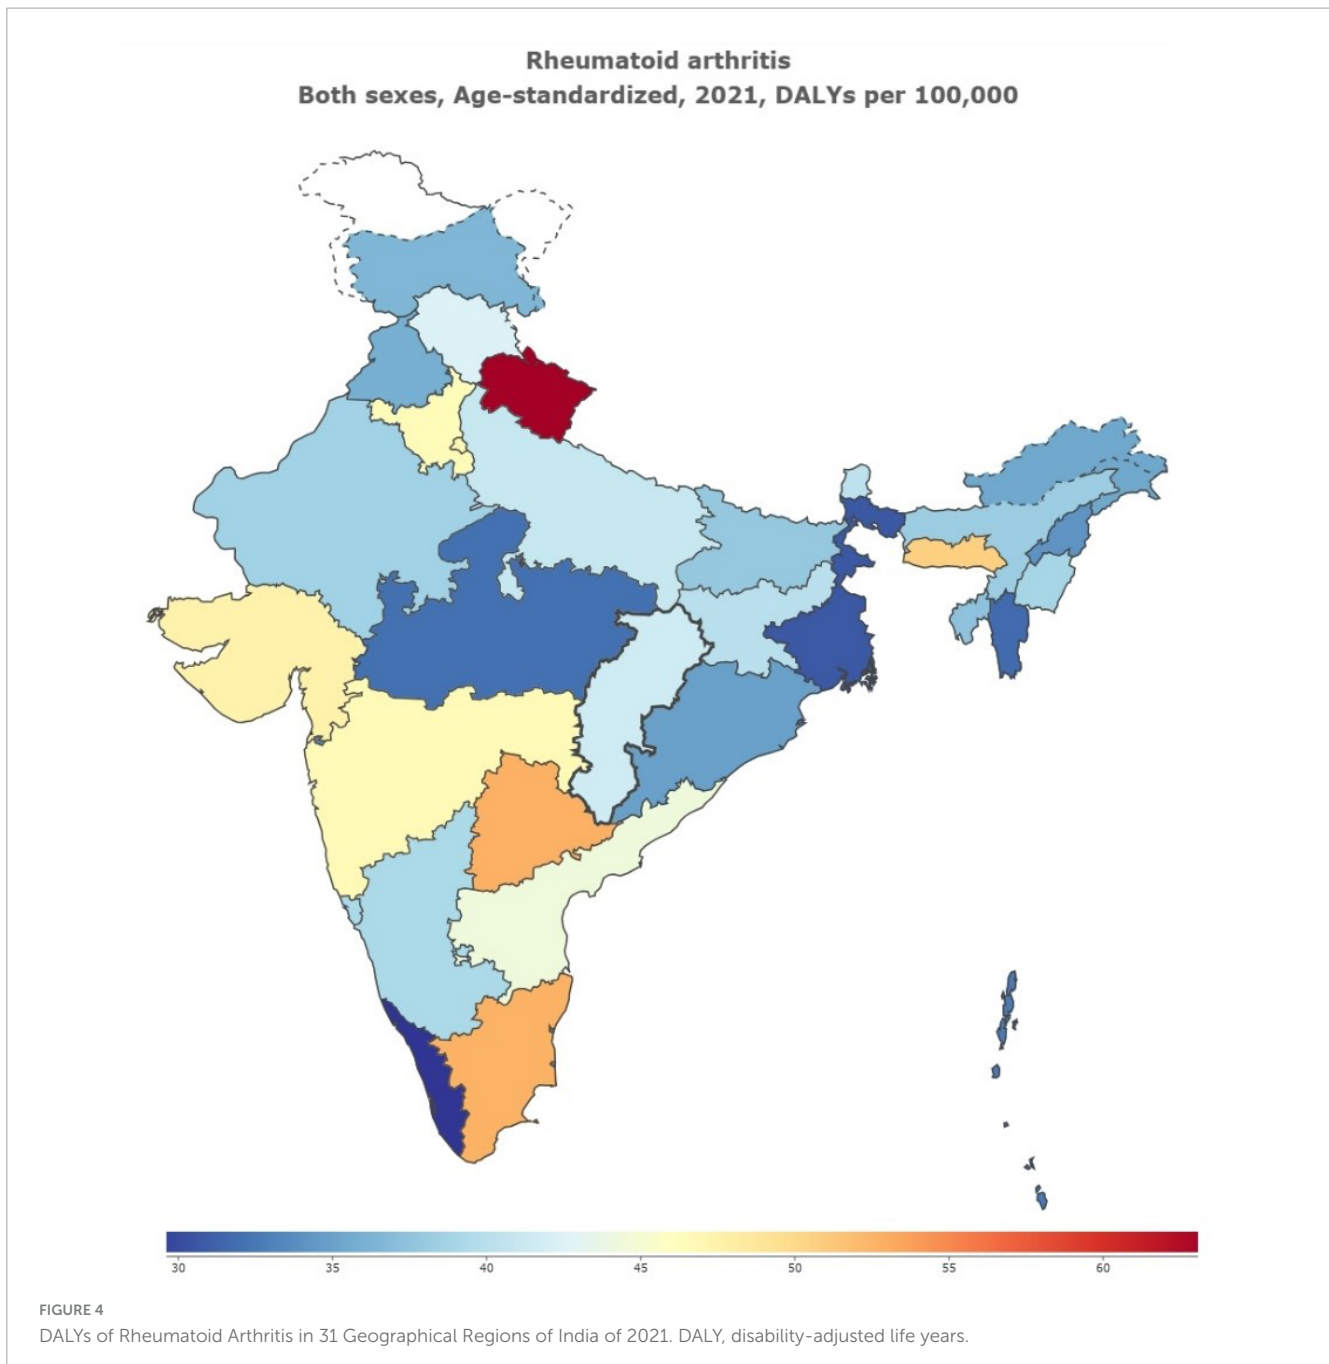 Rheumatoid arthritis
Both sexes, Age-standardized, 2021, DALYs per 100,000
30 35 40 45 50 55 60
FIGURE 4
DALYs of Rheumatoid Arthritis in 31 Geographical Regions of India of 2021. DALY, disability-adjusted life years.